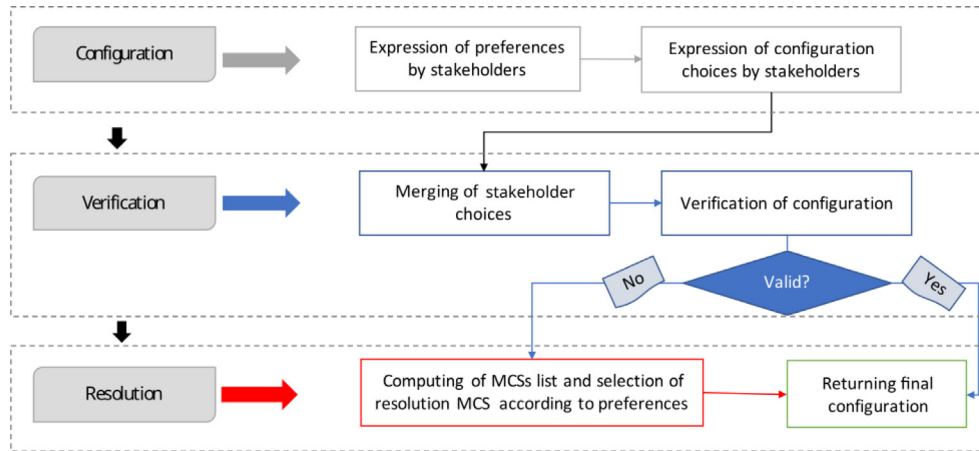 Configuration
Expression of preferences
by stakeholders
Expression of configuration
choices by stakeholders
Verification
Merging of stakeholder
choices
Verification of configuration
No
Valid?
Yes
Resolution
Computing of MCSs list and selection of
resolution MCS according to preferences
Returning final
configuration